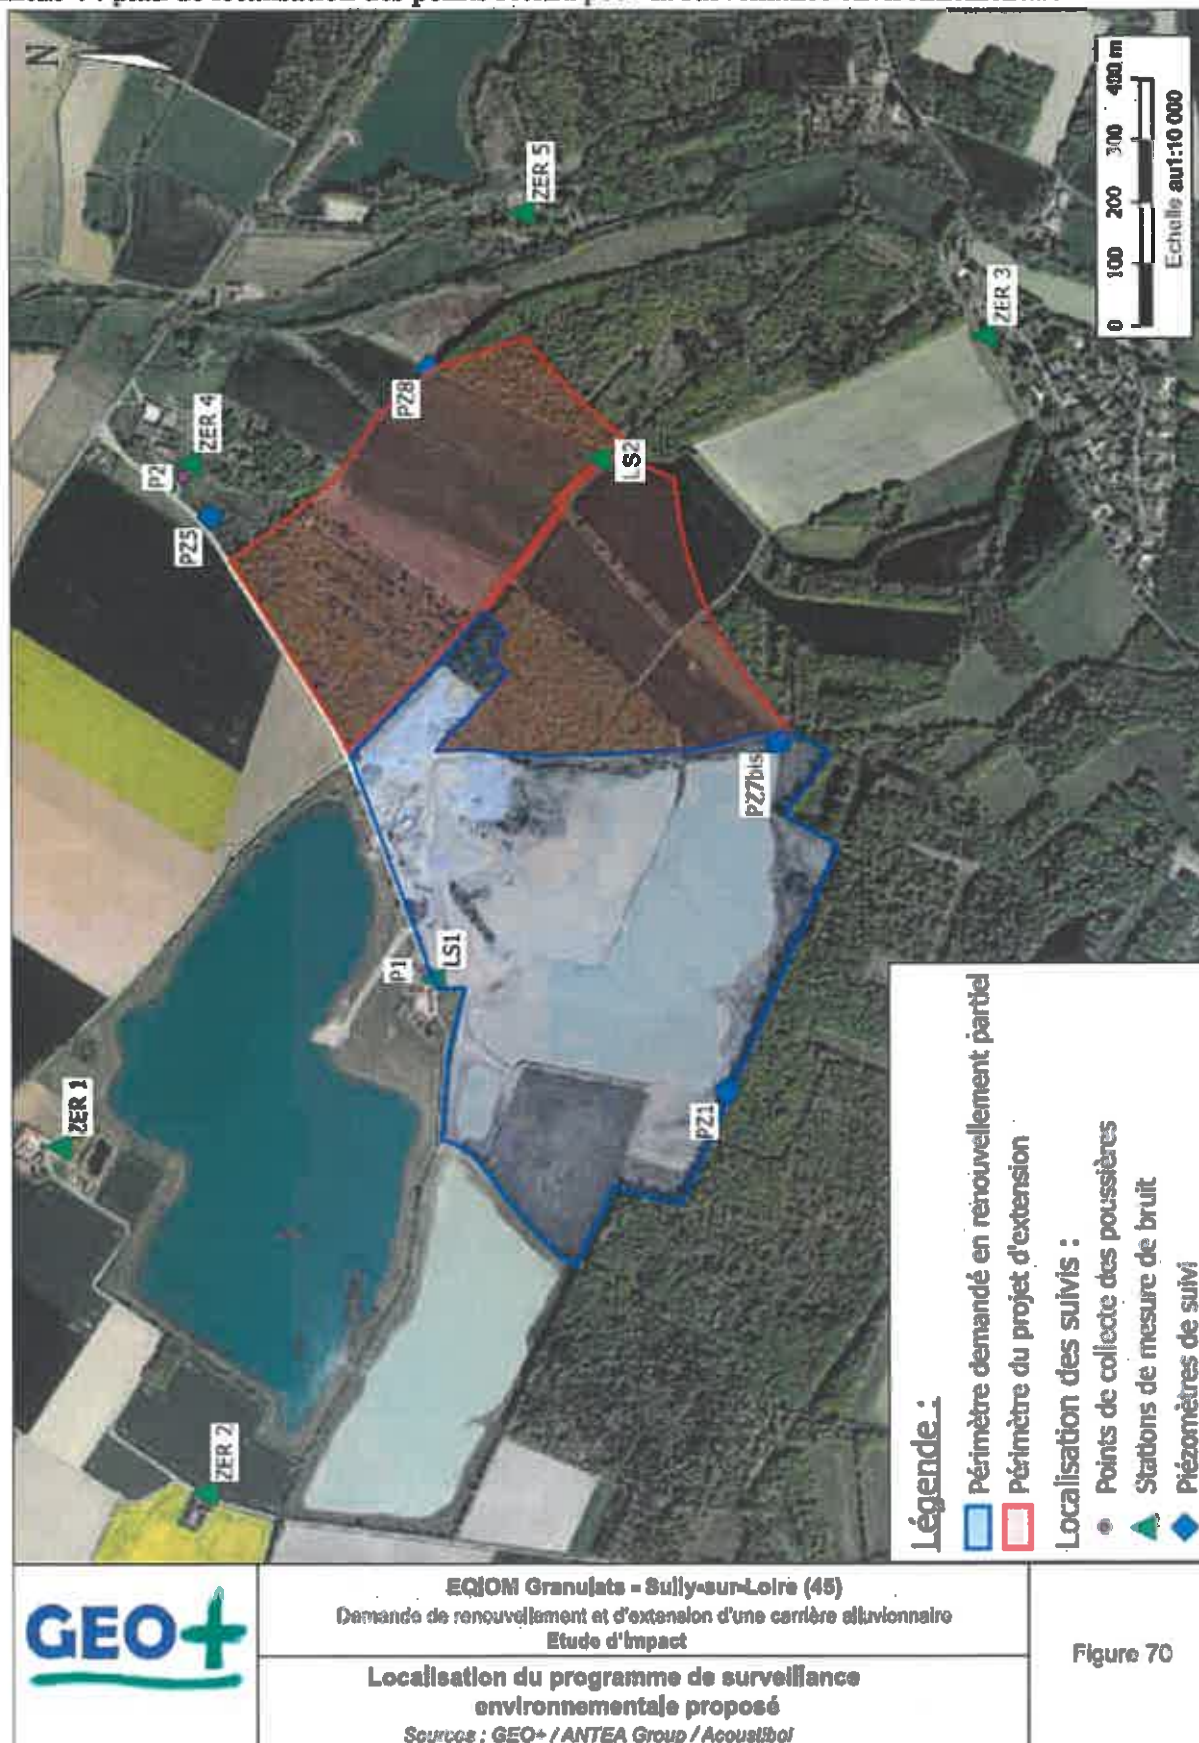 N
ZER 5
ZER 4
P2
PZ5
PZ8
LS2
ZER 3
0 100 200 300 400 m
Echelle au1:10 000
ZER 1
P1
LS1
PZ7bis
PZ1
ZER 2
Légende :
Périmètre demandé en renouvellement partiel
Périmètre du projet d'extension
Localisation des suivis :
Points de collecte des poussières
Stations de mesure de bruit
Piézomètres de suivi
GEO+
EQIOM Granulats - Sully-sur-Loire (45)
Demande de renouvellement et d'extension d'une carrière alluvionnaire
Etude d'Impact
Localisation du programme de surveillance
environnementale proposé
Sources : GEO+ / ANTEA Group / Acoustibel
Figure 70